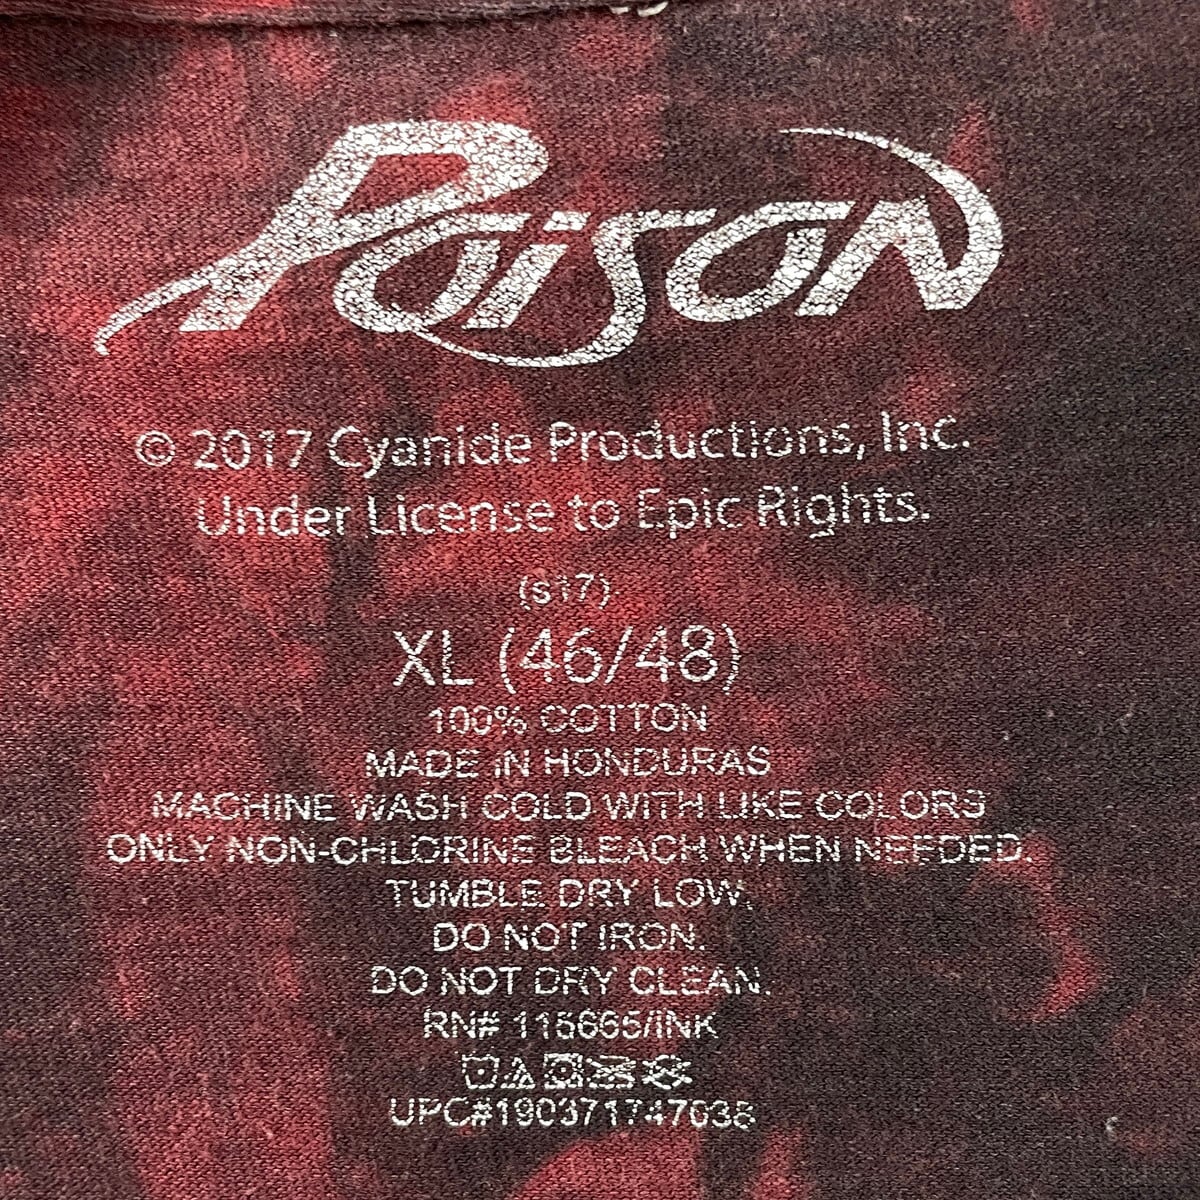 Poison
© 2017 Cyanide Productions, Inc.
Under License to Epic Rights.
(s17)
XL (46/48)
100% COTTON
MADE IN HONDURAS
MACHINE WASH COLD WITH LIKE COLORS
ONLY NON-CHLORINE BLEACH WHEN NEEDED.
TUMBLE DRY LOW.
DO NOT IRON.
DO NOT DRY CLEAN.
RN# 115665/INK
UPC#190371747038